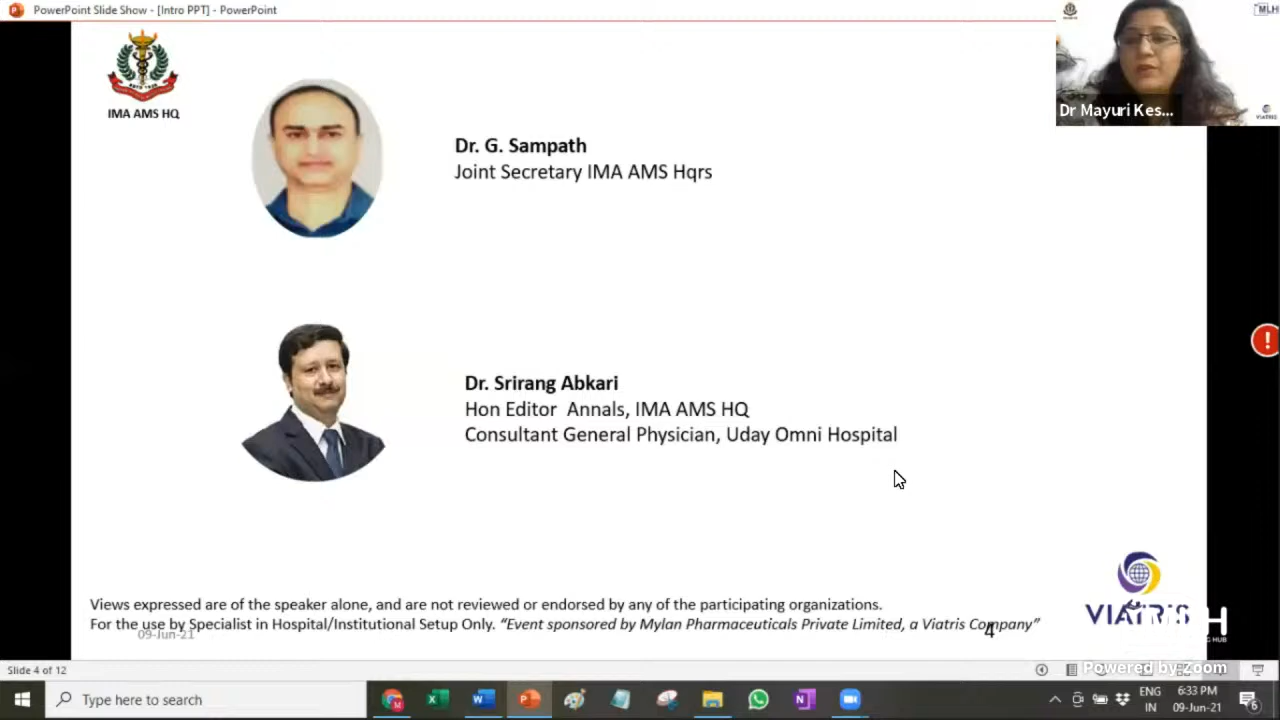 PowerPoint Slide Show - [Intro PPT] - PowerPoint
MLH
Dr Mayuri Kes...
VIATRIS
IMA AMS HQ
Dr. G. Sampath
Joint Secretary IMA AMS Hqrs
Dr. Srirang Abkari
Hon Editor Annals, IMA AMS HQ
Consultant General Physician, Uday Omni Hospital
Views expressed are of the speaker alone, and are not reviewed or endorsed by any of the participating organizations.
For the use by Specialist in Hospital/Institutional Setup Only. “Event sponsored by Mylan Pharmaceuticals Private Limited, a Viatris Company”
09-Jun-21
4
VIATRIS
HUB
Slide 4 of 12
Powered by Zoom
Type here to search
ENG
IN
6:33 PM
09-Jun-21
6